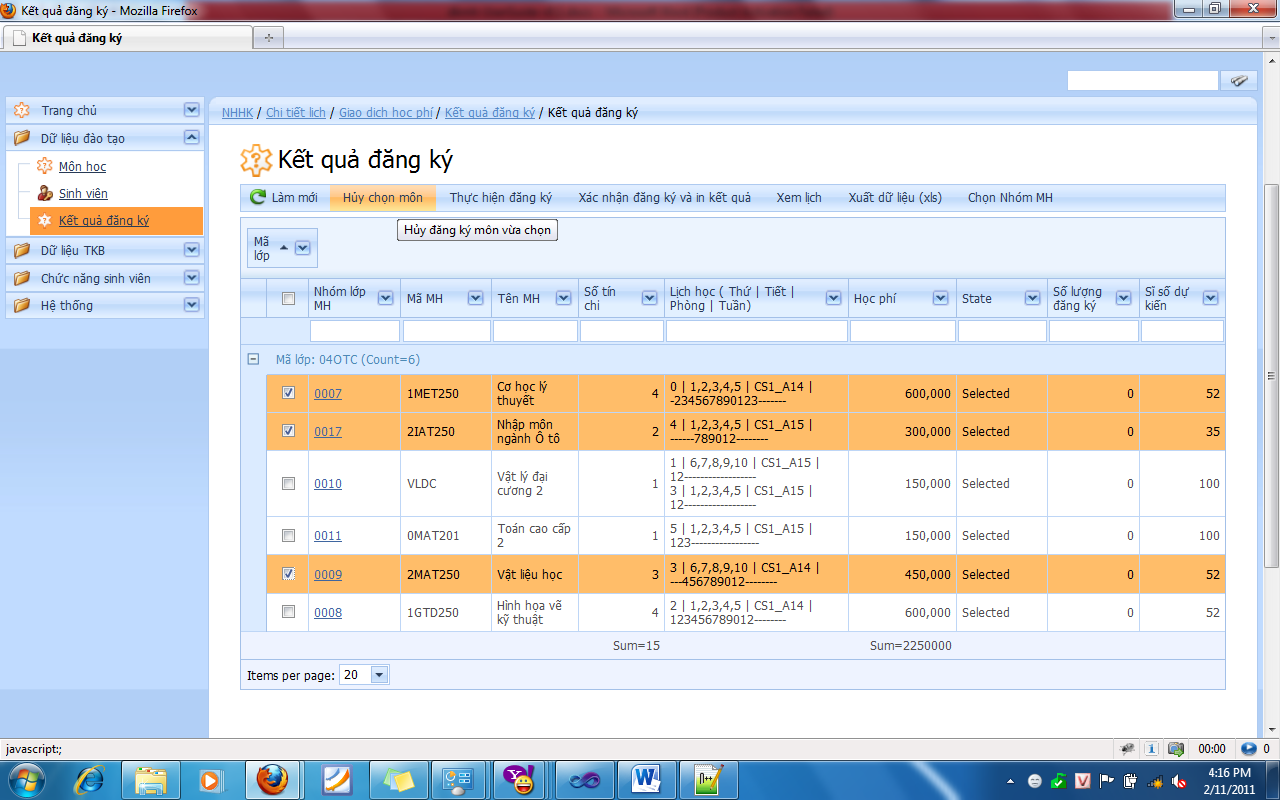 Kết quả đăng ký - Mozilla Firefox
Kết quả đăng ký
Trang chủ
Dữ liệu đào tạo
Môn học
Sinh viên
Kết quả đăng ký
Dữ liệu TKB
Chức năng sinh viên
Hệ thống
NHHK / Chi tiết lịch / Giao dịch học phí / Kết quả đăng ký / Kết quả đăng ký
Kết quả đăng ký
Làm mới Hủy chọn môn Thực hiện đăng ký Xác nhận đăng ký và in kết quả Xem lịch Xuất dữ liệu (xls) Chọn Nhóm MH
Hủy đăng ký môn vừa chọn
Mã
lớp
Nhóm lớp
MH
Mã MH
Tên MH
Số tín
chi
Lịch học ( Thứ | Tiết |
Phòng | Tuần)
Học phí
State
Số lượng
đăng ký
Sĩ số dự
kiến
Mã lớp: 04OTC (Count=6)
0007 1MET250 Cơ học lý
thuyết
4 0 | 1,2,3,4,5 | CS1_A14 |
-234567890123-------
600,000 Selected 0 52
0017 2IAT250 Nhập môn
ngành Ô tô
2 4 | 1,2,3,4,5 | CS1_A15 |
------789012--------
300,000 Selected 0 35
0010 VLDC Vật lý đại
cương 2
1 1 | 6,7,8,9,10 | CS1_A15 |
12------------------
3 | 1,2,3,4,5 | CS1_A15 |
12------------------
150,000 Selected 0 100
0011 0MAT201 Toán cao cấp
2
1 5 | 1,2,3,4,5 | CS1_A15 |
123-----------------
150,000 Selected 0 100
0009 2MAT250 Vật liệu học 3 3 | 6,7,8,9,10 | CS1_A14 |
---456789012--------
450,000 Selected 0 52
0008 1GTD250 Hình họa vẽ
kỹ thuật
4 2 | 1,2,3,4,5 | CS1_A14 |
123456789012--------
600,000 Selected 0 52
Sum=15 Sum=2250000
Items per page: 20
javascript:;
00:00 0
4:16 PM
2/11/2011